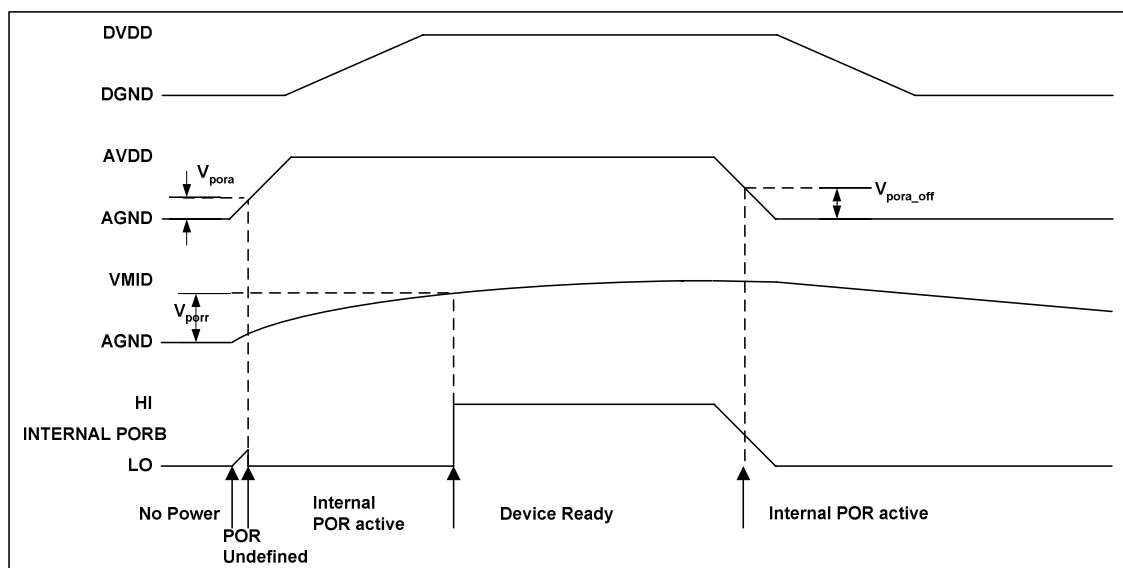 DVDD
DGND
AVDD
Vpora
Vpora_off
AGND
VMID
Vporr
AGND
HI
INTERNAL PORB
LO
No Power
POR
Undefined
Internal
POR active
Device Ready
Internal POR active